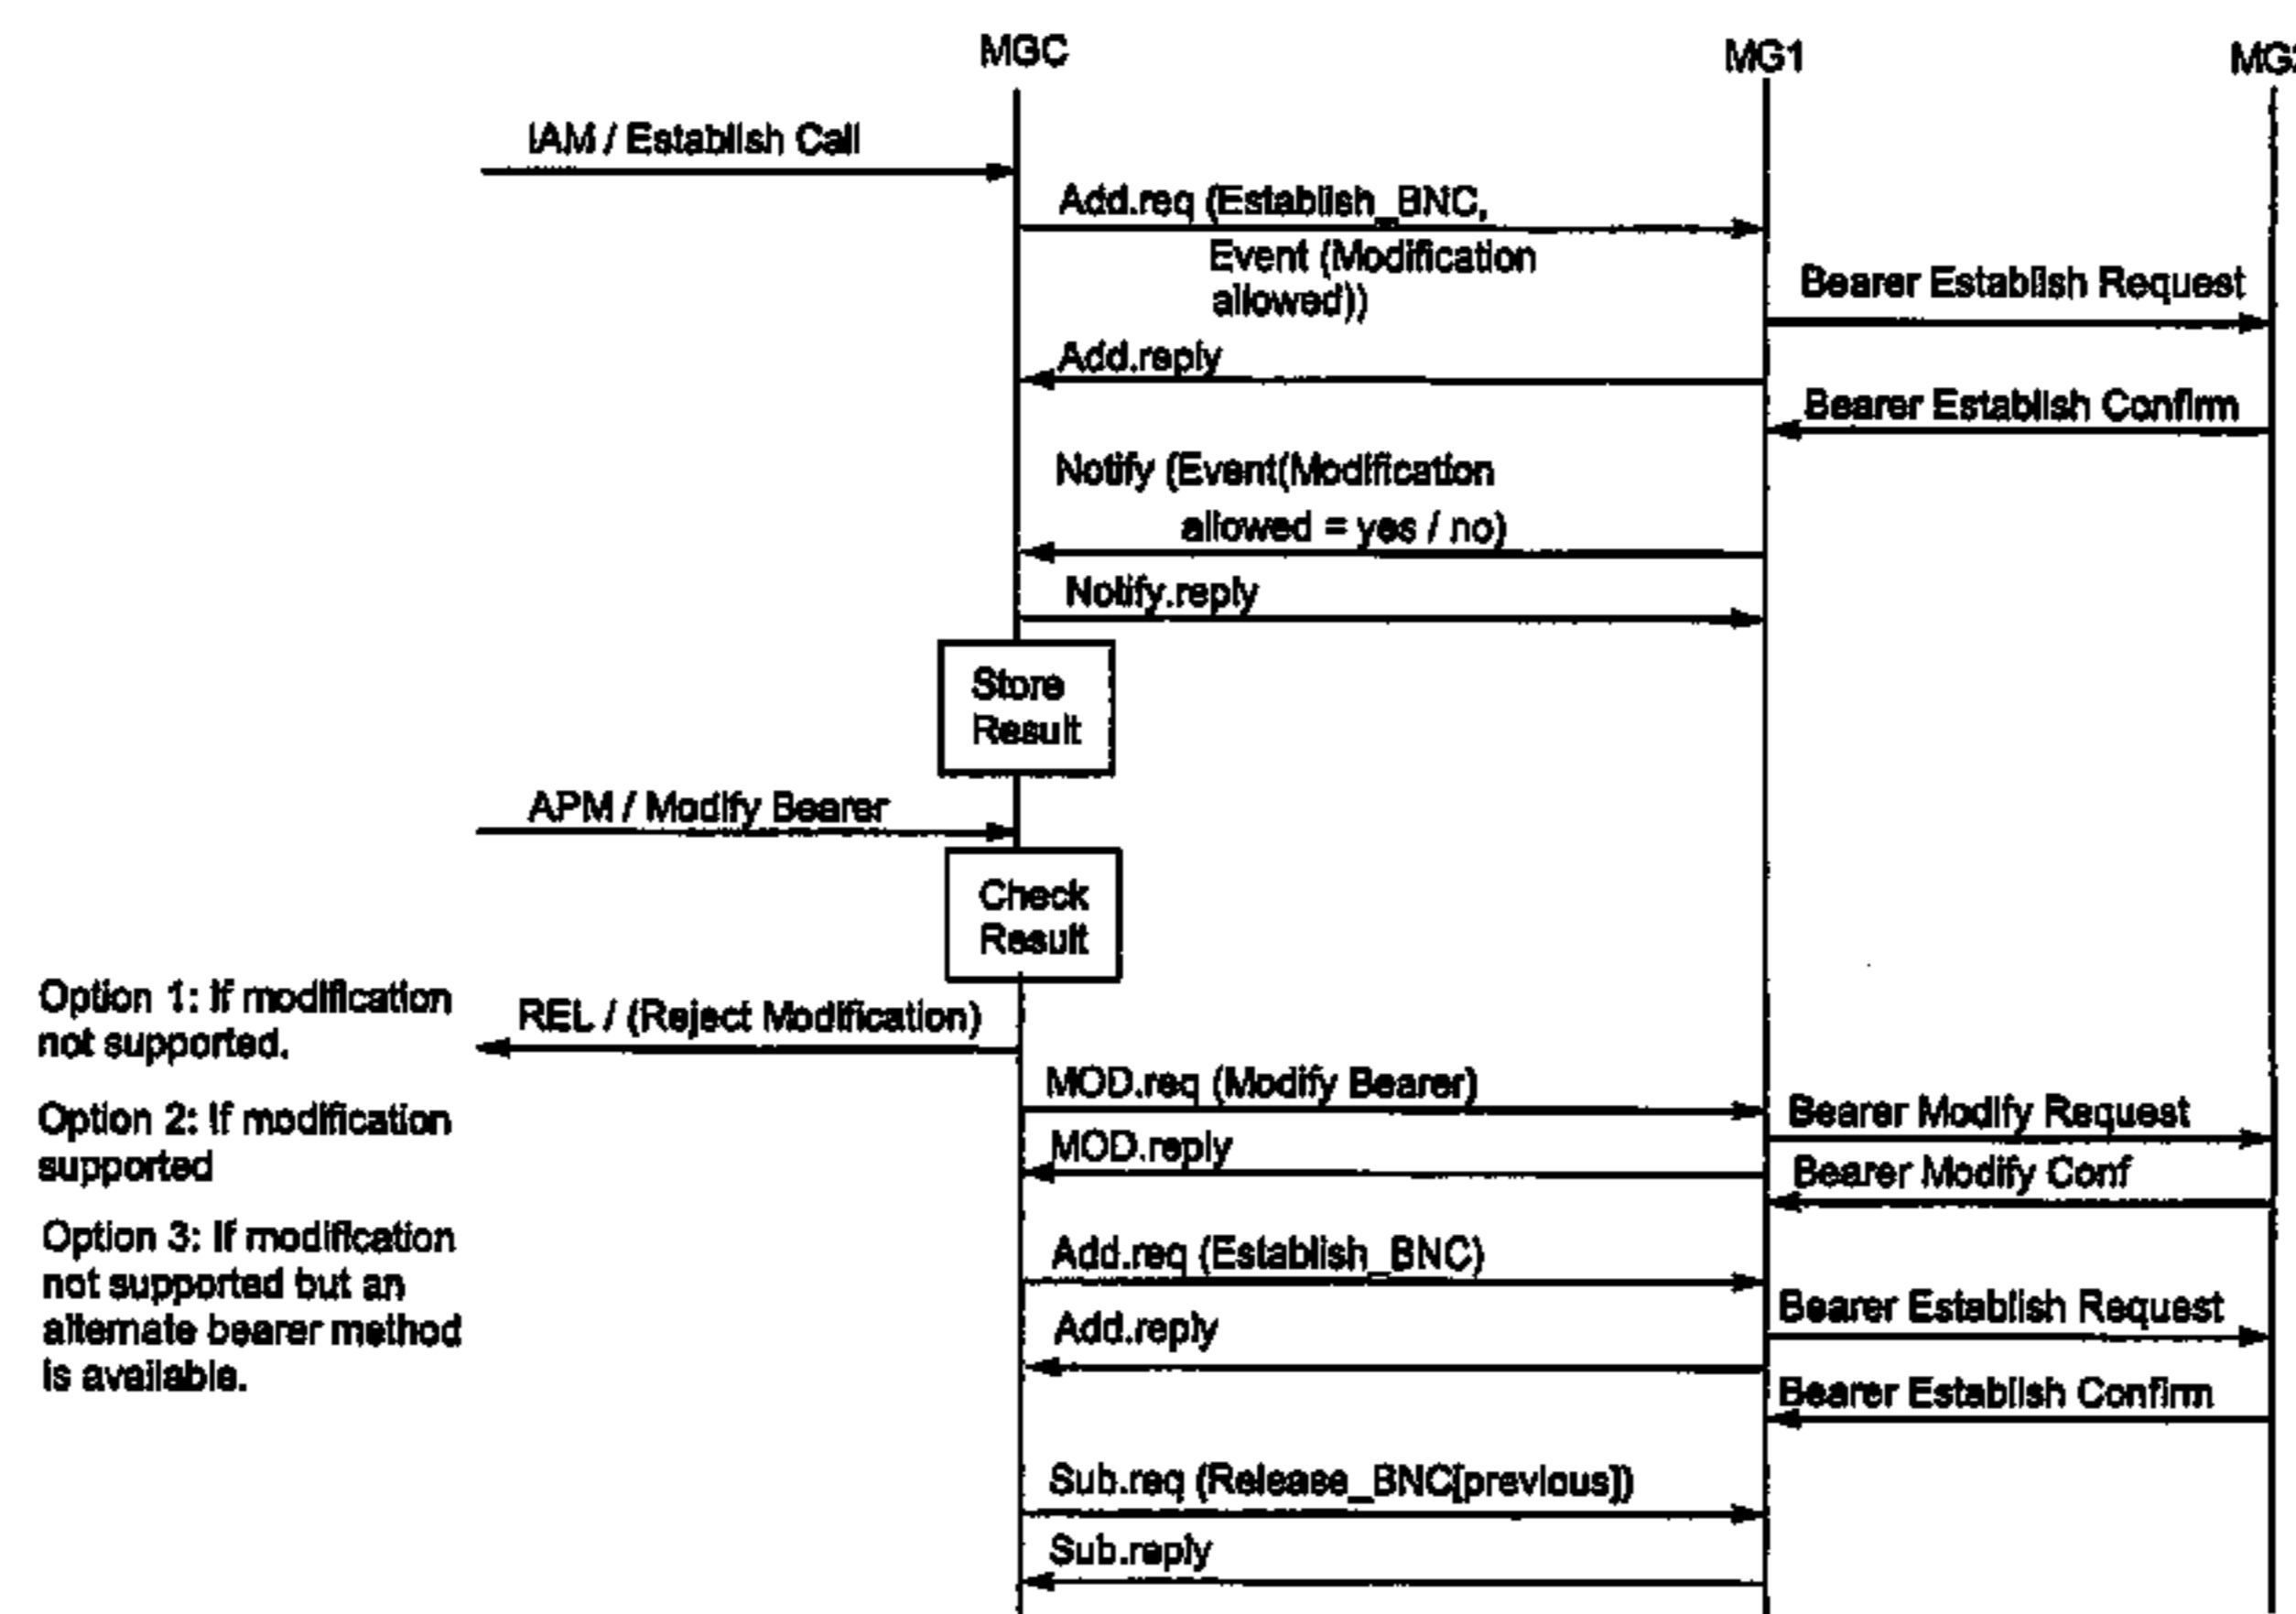 MGC
MG1
MG2
IAM / Establish Call
Add.req (Establish_BNC,
Event (Modification
allowed))
Bearer Establish Request
Add.reply
Bearer Establish Confirm
Notify (Event(Modification
allowed = yes / no)
Notify.reply
Store
Result
APM / Modify Bearer
Check
Result
Option 1: If modification
not supported.
REL / (Reject Modification)
MOD.req (Modify Bearer)
Bearer Modify Request
Option 2: If modification
supported
MOD.reply
Bearer Modify Conf
Option 3: If modification
not supported but an
alternate bearer method
is available.
Add.req (Establish_BNC)
Bearer Establish Request
Add.reply
Bearer Establish Confirm
Sub.req (Release_BNC[previous])
Sub.reply